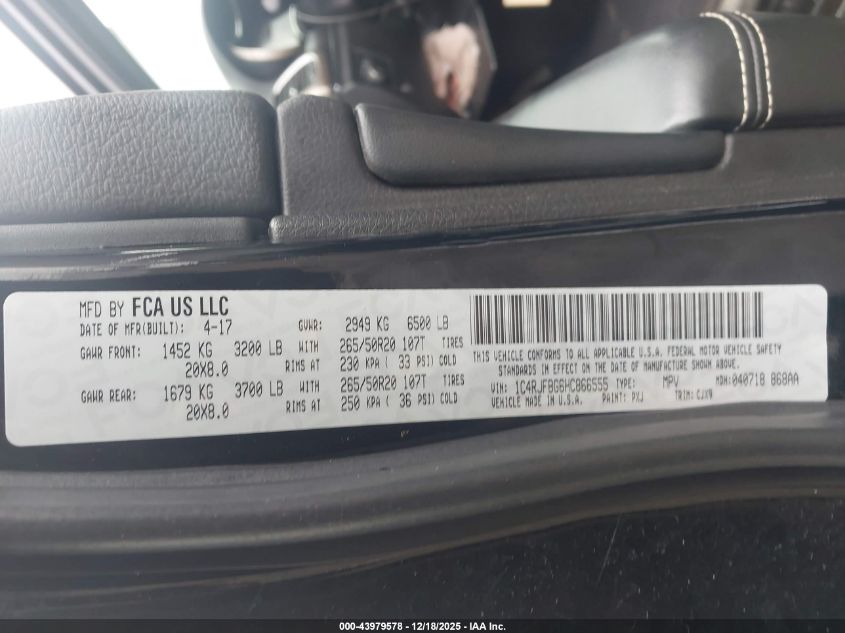 MFD BY FCA US LLC
DATE OF MFR(BUILT): 4-17 GVWR: 2949 KG 6500 LB
GAWR FRONT: 1452 KG 3200 LB WITH 265/50R20 107T TIRES
20X8.0 RIMS AT 230 KPA ( 33 PSI) COLD
GAWR REAR: 1679 KG 3700 LB WITH 265/50R20 107T TIRES
20X8.0 RIMS AT 250 KPA ( 36 PSI) COLD
THIS VEHICLE CONFORMS TO ALL APPLICABLE U.S.A. FEDERAL MOTOR VEHICLE SAFETY
STANDARDS IN EFFECT ON THE DATE OF MANUFACTURE SHOWN ABOVE.
VIN: 1C4RJFBG6HC866555 TYPE: MPV MDH: 040718 868AA
VEHICLE MADE IN U.S.A. PAINT: PXJ TRIM: CJX9
000-43979578 - 12/18/2025 - IAA Inc.